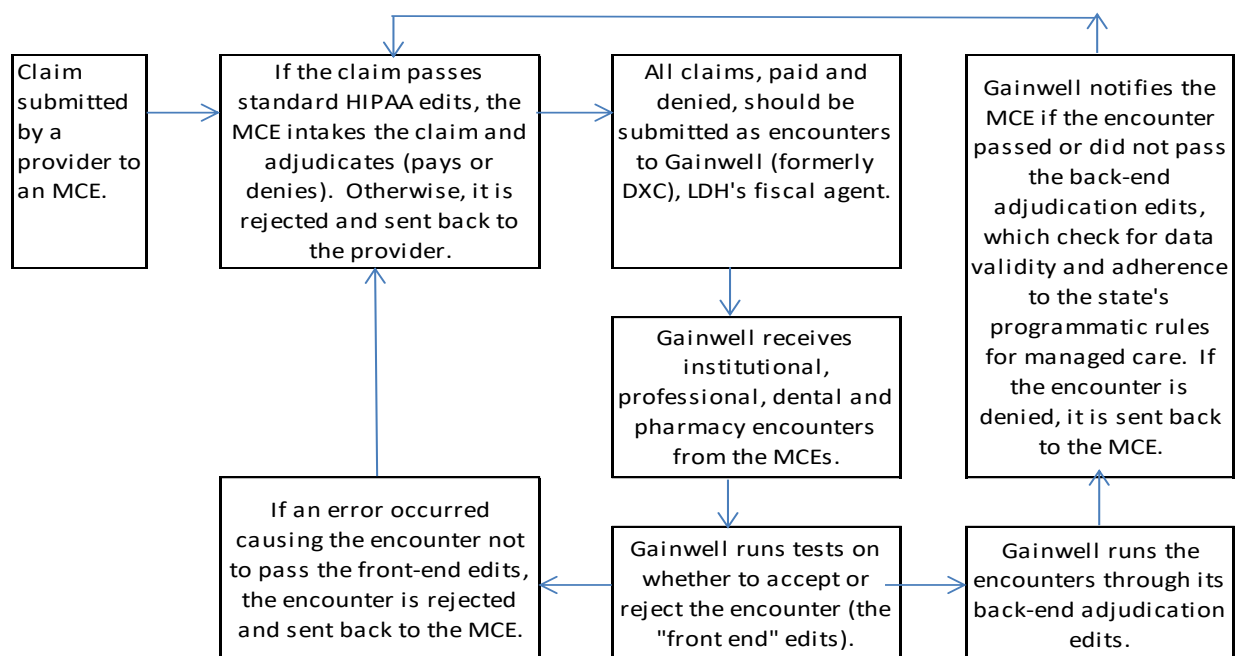 Claim
submitted
by a
provider to
an MCE.
If the claim passes
standard HIPAA edits, the
MCE intakes the claim and
adjudicates (pays or
denies).  Otherwise, it is
rejected and sent back to
the provider.
All claims, paid and
denied, should be
submitted as encounters
to Gainwell (formerly
DXC), LDH's fiscal agent.
Gainwell receives
institutional,
professional, dental and
pharmacy encounters
from the MCEs.
Gainwell runs tests on
whether to accept or
reject the encounter (the
"front end" edits).
If an error occurred
causing the encounter not
to pass the front-end edits,
the encounter is rejected
and sent back to the MCE.
Gainwell runs the
encounters through its
back-end adjudication
edits.
Gainwell notifies the
MCE if the encounter
passed or did not pass
the back-end
adjudication edits,
which check for data
validity and adherence
to the state's
programmatic rules
for managed care.  If
the encounter is
denied, it is sent back
to the MCE.